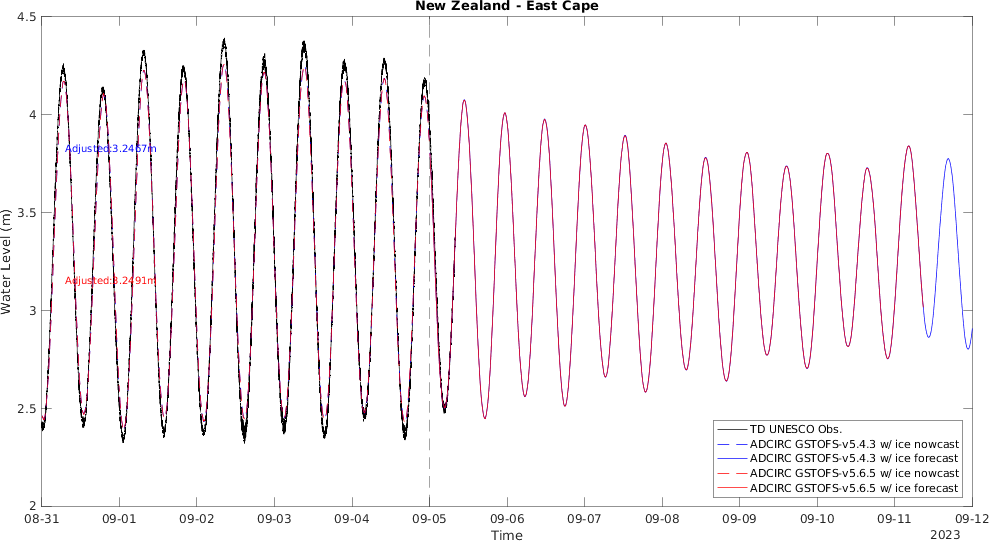 New Zealand - East Cape
4.5
4
3.5
3
2.5
2
Water Level (m)
Adjusted:3.2467m
Adjusted:3.2491m
TD UNESCO Obs.
ADCIRC GSTOFS-v5.4.3 w/ ice nowcast
ADCIRC GSTOFS-v5.4.3 w/ ice forecast
ADCIRC GSTOFS-v5.6.5 w/ ice nowcast
ADCIRC GSTOFS-v5.6.5 w/ ice forecast
08-31 09-01 09-02 09-03 09-04 09-05 09-06 09-07 09-08 09-09 09-10 09-11 09-12
Time
2023